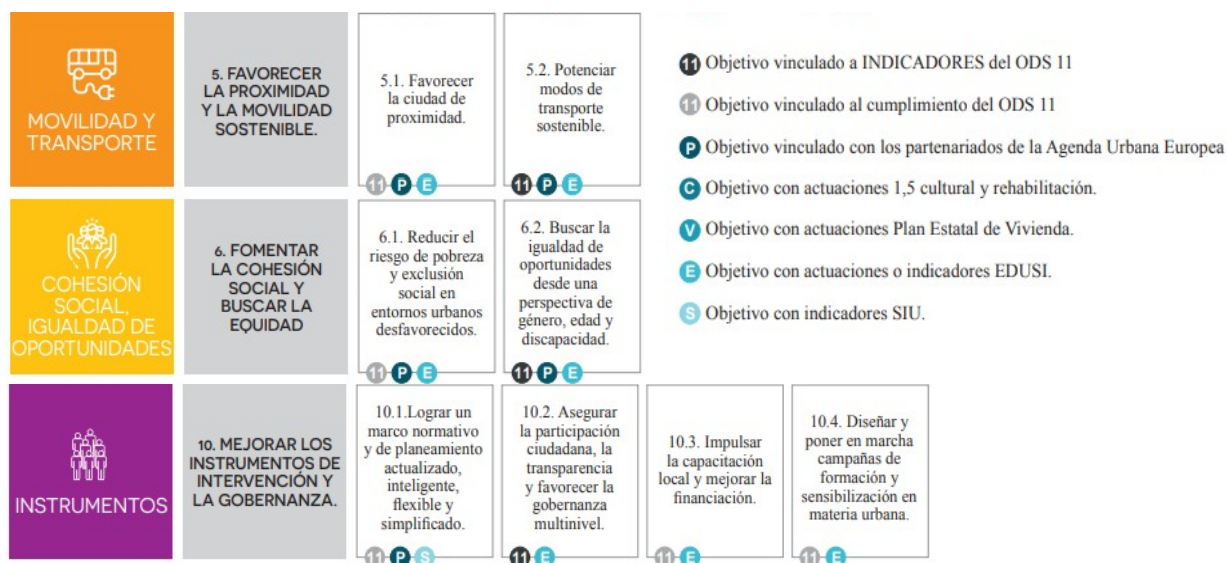 MOVILIDAD Y
TRANSPORTE
5. FAVORECER
LA PROXIMIDAD
Y LA MOVILIDAD
SOSTENIBLE.
5.1. Favorecer
la ciudad de
proximidad.
11 P E
5.2. Potenciar
modos de
transporte
sostenible.
11 P E
11 Objetivo vinculado a INDICADORES del ODS 11
11 Objetivo vinculado al cumplimiento del ODS 11
P Objetivo vinculado con los partenariados de la Agenda Urbana Europea
C Objetivo con actuaciones 1,5 cultural y rehabilitación.
V Objetivo con actuaciones Plan Estatal de Vivienda.
E Objetivo con actuaciones o indicadores EDUSI.
S Objetivo con indicadores SIU.
COHESIÓN
SOCIAL,
IGUALDAD DE
OPORTUNIDADES
6. FOMENTAR
LA COHESIÓN
SOCIAL Y
BUSCAR LA
EQUIDAD
6.1. Reducir el
riesgo de pobreza
y exclusión
social en
entornos urbanos
desfavorecidos.
11 P E
6.2. Buscar la
igualdad de
oportunidades
desde una
perspectiva de
género, edad y
discapacidad.
11 P E
INSTRUMENTOS
10. MEJORAR LOS
INSTRUMENTOS DE
INTERVENCIÓN Y
LA GOBERNANZA.
10.1.Lograr un
marco normativo
y de planeamiento
actualizado,
inteligente,
flexible y
simplificado.
11 P S
10.2. Asegurar
la participación
ciudadana, la
transparencia
y favorecer la
gobernanza
multinivel.
11 E
10.3. Impulsar
la capacitación
local y mejorar la
financiación.
11 E
10.4. Diseñar y
poner en marcha
campañas de
formación y
sensibilización en
materia urbana.
11 E